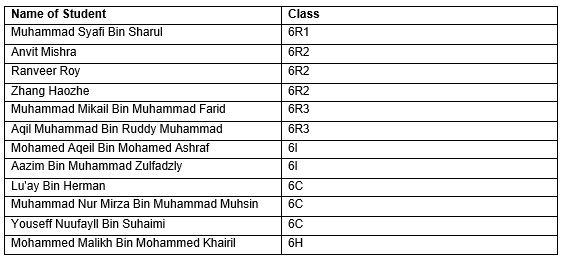 Name of Student Class
Muhammad Syafi Bin Sharul 6R1
Anvit Mishra 6R2
Ranveer Roy 6R2
Zhang Haozhe 6R2
Muhammad Mikail Bin Muhammad Farid 6R3
Aqil Muhammad Bin Ruddy Muhammad 6R3
Mohamed Aqeil Bin Mohamed Ashraf 6I
Aazim Bin Muhammad Zulfadzly 6I
Lu'ay Bin Herman 6C
Muhammad Nur Mirza Bin Muhammad Muhsin 6C
Youseff Nuufayll Bin Suhaimi 6C
Mohammed Malikh Bin Mohammed Khairil 6H